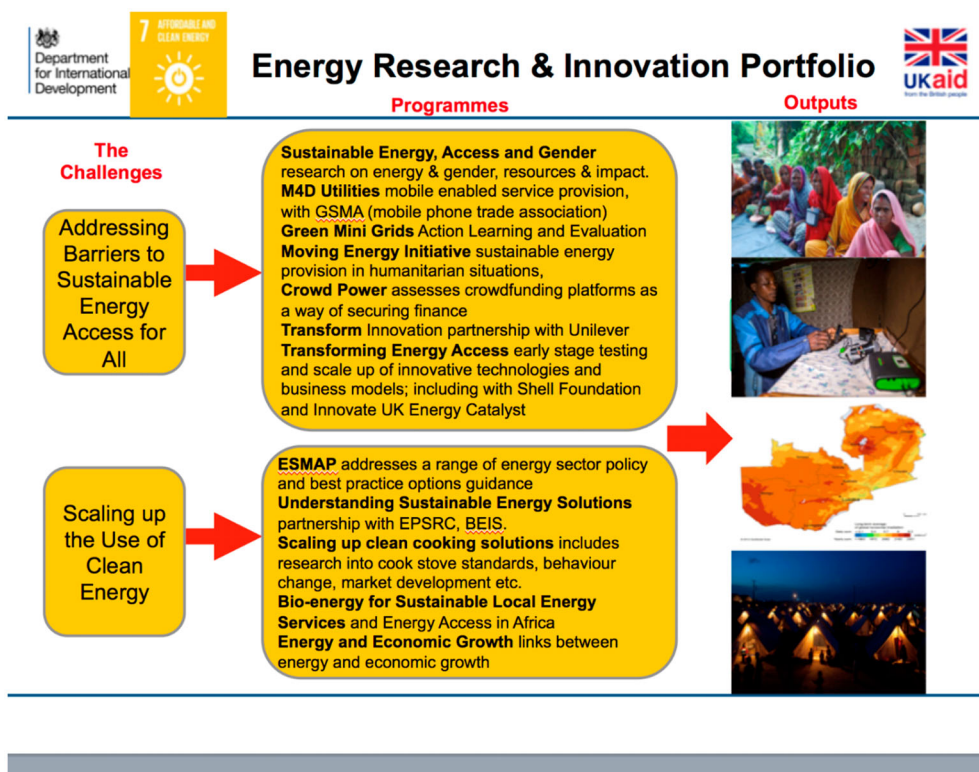 Department
for International
Development
7 AFFORDABLE AND
CLEAN ENERGY
Energy Research & Innovation Portfolio
UKaid
from the British people
Programmes
Outputs
The
Challenges
Addressing
Barriers to
Sustainable
Energy
Access for
All
Sustainable Energy, Access and Gender
research on energy & gender, resources & impact.
M4D Utilities mobile enabled service provision,
with GSMA (mobile phone trade association)
Green Mini Grids Action Learning and Evaluation
Moving Energy Initiative sustainable energy
provision in humanitarian situations,
Crowd Power assesses crowdfunding platforms as
a way of securing finance
Transform Innovation partnership with Unilever
Transforming Energy Access early stage testing
and scale up of innovative technologies and
business models; including with Shell Foundation
and Innovate UK Energy Catalyst
Scaling up
the Use of
Clean
Energy
ESMAP addresses a range of energy sector policy
and best practice options guidance
Understanding Sustainable Energy Solutions
partnership with EPSRC, BEIS.
Scaling up clean cooking solutions includes
research into cook stove standards, behaviour
change, market development etc.
Bio-energy for Sustainable Local Energy
Services and Energy Access in Africa
Energy and Economic Growth links between
energy and economic growth